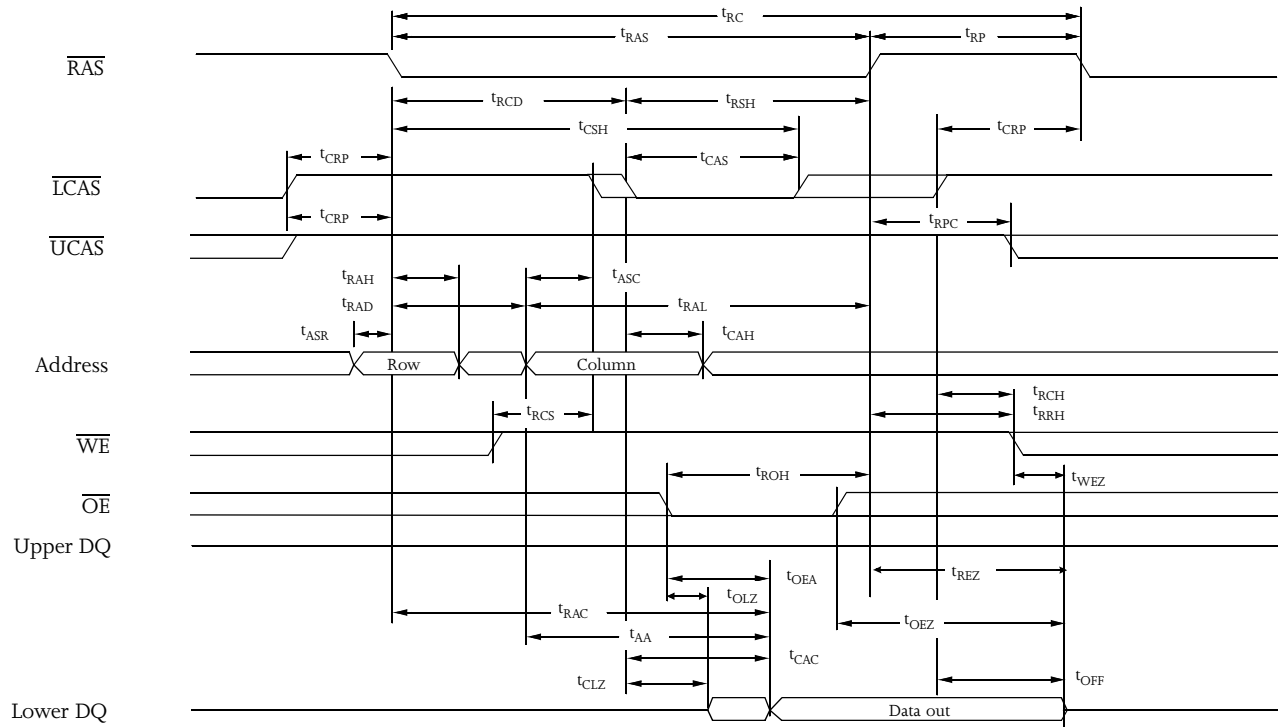 tRC
tRAS
tRP
RAS
tRCD
tRSH
tCSH
tCRP
tCRP
tCAS
LCAS
tCRP
tRPC
UCAS
tRAH
tASC
tRAD
tRAL
tASR
tCAH
Address
Row
Column
tRCH
tRCS
tRRH
WE
tROH
tWEZ
OE
Upper DQ
tREZ
tOEA
tOLZ
tRAC
tOEZ
tAA
tCAC
tCLZ
tOFF
Lower DQ
Data out